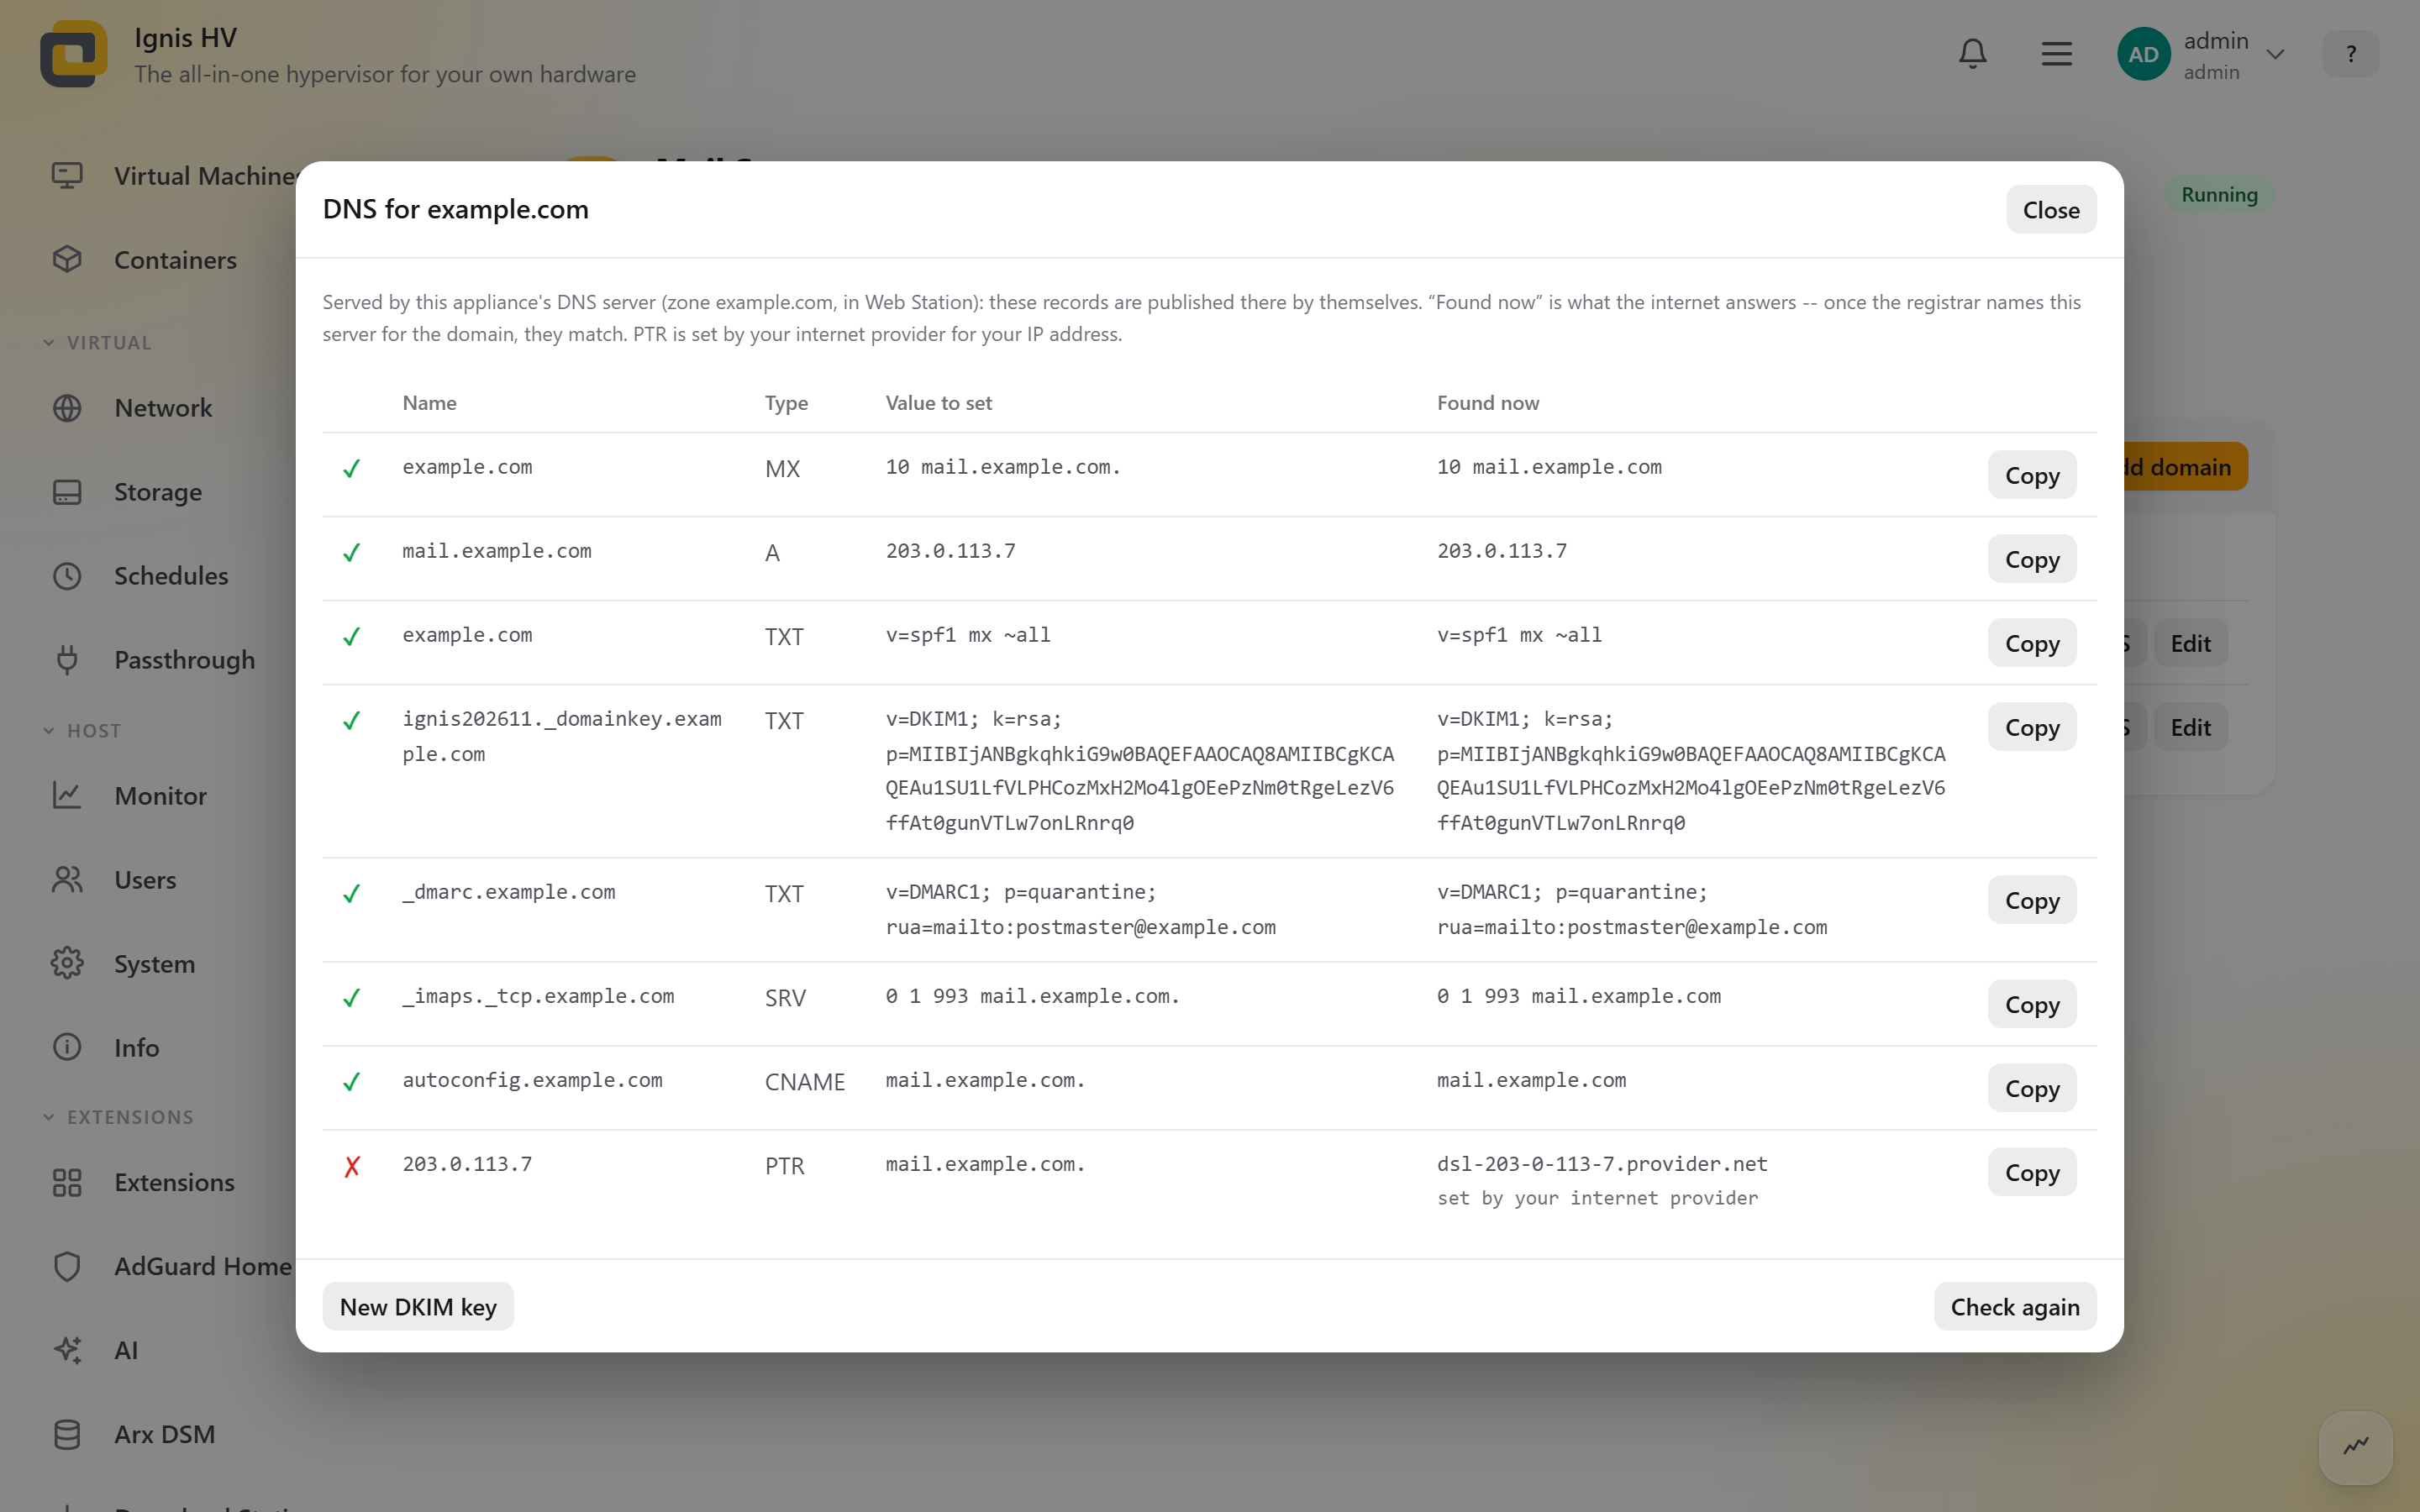 Ignis HV
The all-in-one hypervisor for your own hardware
AD
admin
admin
?
Virtual Machines
Containers
VIRTUAL
Network
Storage
Schedules
Passthrough
HOST
Monitor
Users
System
Info
EXTENSIONS
Extensions
AdGuard Home
AI
Arx DSM
Running
dd domain
Edit
Edit
DNS for example.com
Close
Served by this appliance's DNS server (zone example.com, in Web Station): these records are published there by themselves. “Found now” is what the internet answers -- once the registrar names this
server for the domain, they match. PTR is set by your internet provider for your IP address.
Name Type Value to set Found now
✓ example.com MX 10 mail.example.com. 10 mail.example.com Copy
✓ mail.example.com A 203.0.113.7 203.0.113.7 Copy
✓ example.com TXT v=spf1 mx ~all v=spf1 mx ~all Copy
✓ ignis202611._domainkey.exam TXT v=DKIM1; k=rsa; v=DKIM1; k=rsa; Copy
ple.com p=MIIBIjANBgkqhkiG9w0BAQEFAAOCAQ8AMIIBCgKCA p=MIIBIjANBgkqhkiG9w0BAQEFAAOCAQ8AMIIBCgKCA
QEAu1SU1LfVLPHCozMxH2Mo4lgOEePzNm0tRgeLezV6 QEAu1SU1LfVLPHCozMxH2Mo4lgOEePzNm0tRgeLezV6
ffAt0gunVTLw7onLRnrq0 ffAt0gunVTLw7onLRnrq0
✓ _dmarc.example.com TXT v=DMARC1; p=quarantine; v=DMARC1; p=quarantine; Copy
rua=mailto:postmaster@example.com rua=mailto:postmaster@example.com
✓ _imaps._tcp.example.com SRV 0 1 993 mail.example.com. 0 1 993 mail.example.com Copy
✓ autoconfig.example.com CNAME mail.example.com. mail.example.com Copy
✗ 203.0.113.7 PTR mail.example.com. dsl-203-0-113-7.provider.net Copy
set by your internet provider
New DKIM key
Check again